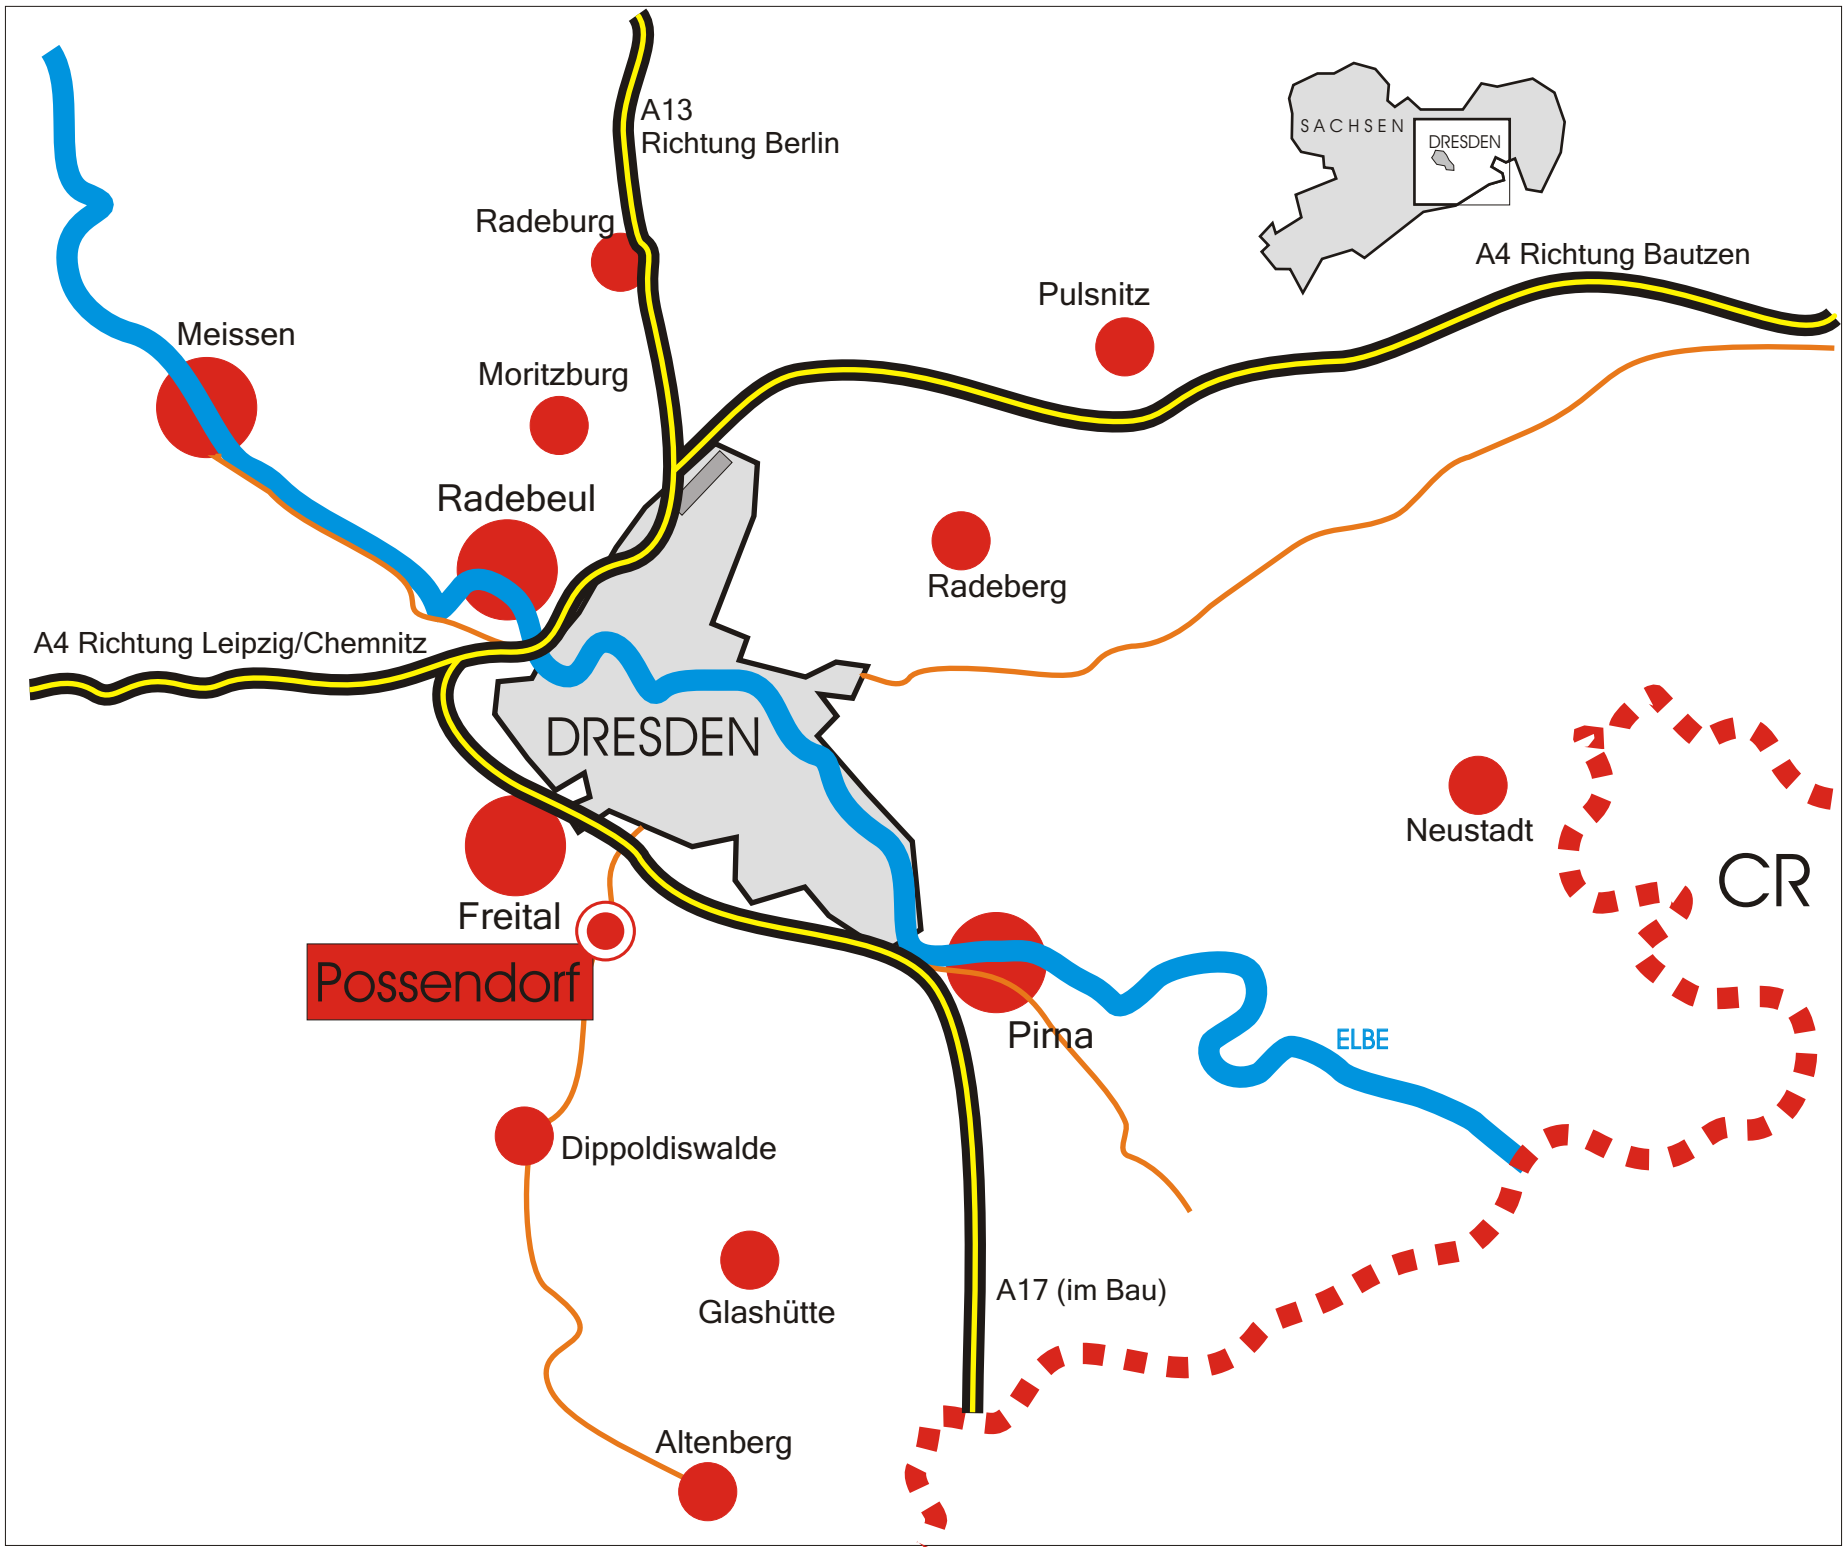 A13
Richtung Berlin
SACHSEN
DRESDEN
Radeburg
A4 Richtung Bautzen
Pulsnitz
Meissen
Moritzburg
Radebeul
Radeberg
A4 Richtung Leipzig/Chemnitz
DRESDEN
Neustadt
CR
Freital
Possendorf
Pirna
ELBE
Dippoldiswalde
A17 (im Bau)
Glashütte
Altenberg